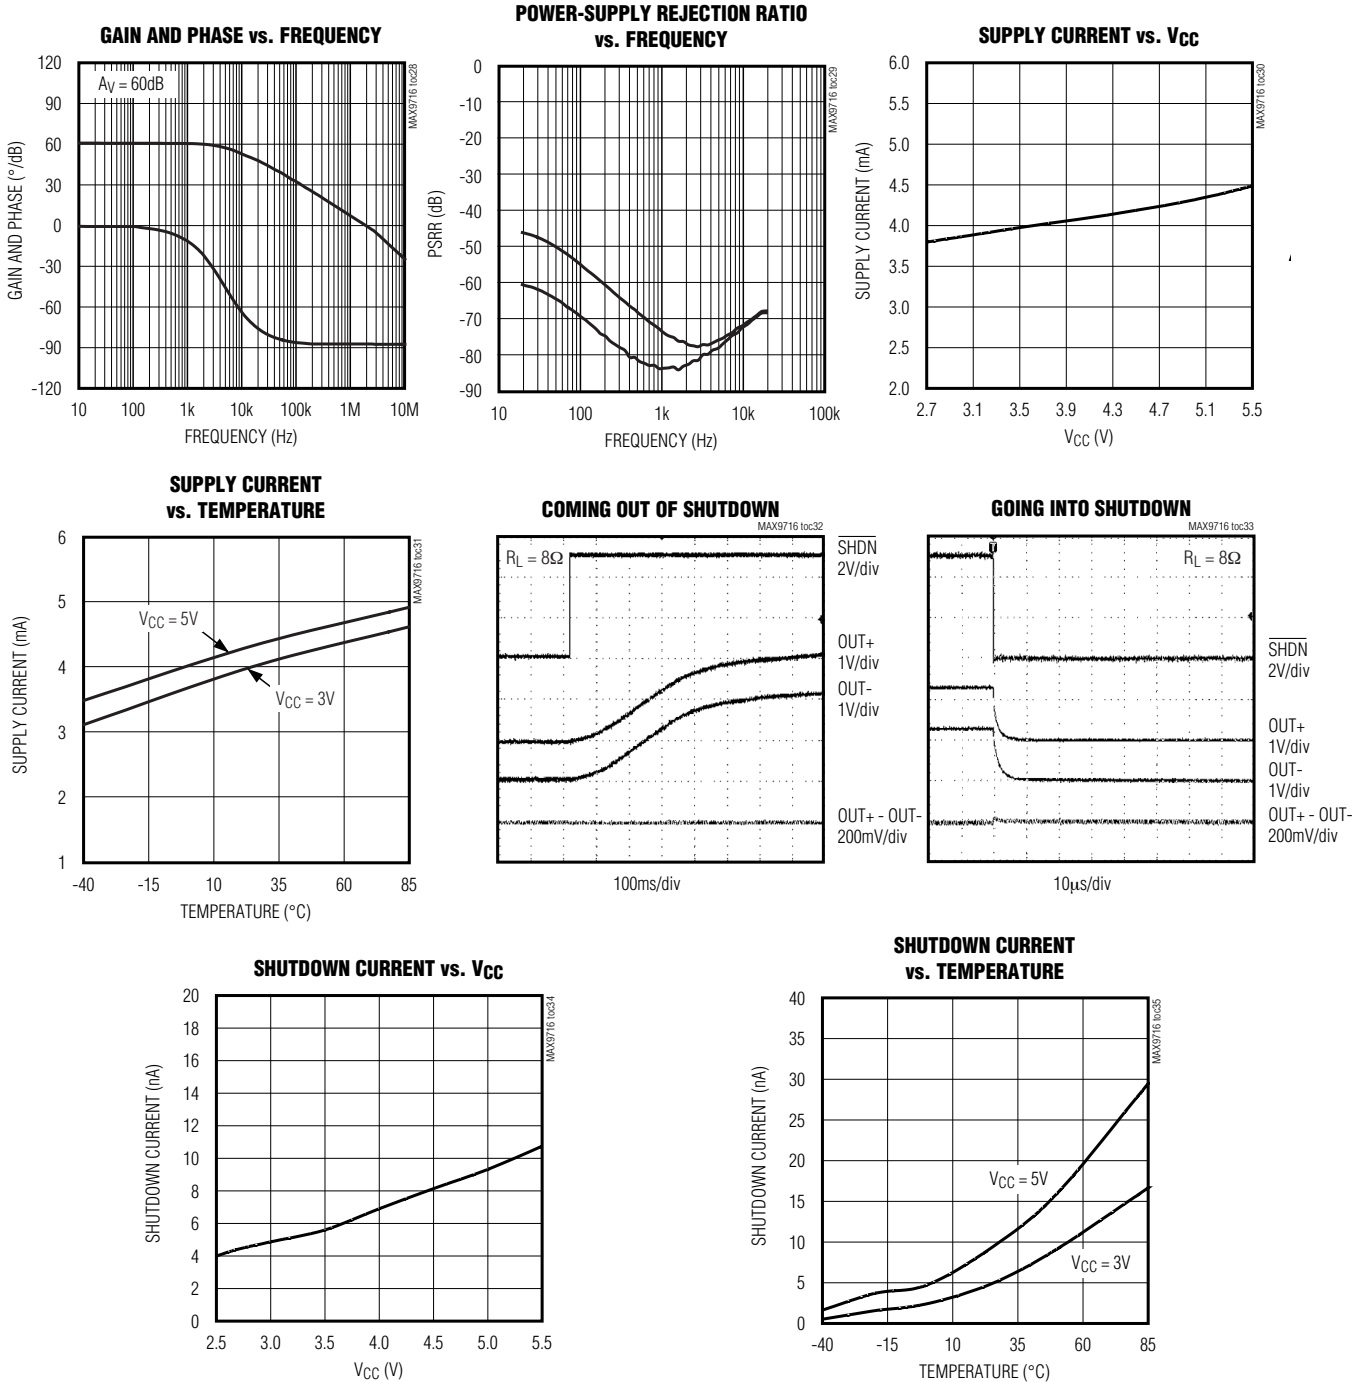 GAIN AND PHASE vs. FREQUENCY
MAX9716 toc28
AV = 60dB
GAIN AND PHASE (°/dB)
120
90
60
30
0
-30
-60
-90
-120
10 100 1k 10k 100k 1M 10M
FREQUENCY (Hz)
POWER-SUPPLY REJECTION RATIO
vs. FREQUENCY
MAX9716 toc29
PSRR (dB)
0
-10
-20
-30
-40
-50
-60
-70
-80
-90
10 100 1k 10k 100k
FREQUENCY (Hz)
SUPPLY CURRENT vs. VCC
MAX9716 toc30
SUPPLY CURRENT (mA)
6.0
5.5
5.0
4.5
4.0
3.5
3.0
2.5
2.0
2.7 3.1 3.5 3.9 4.3 4.7 5.1 5.5
VCC (V)
SUPPLY CURRENT
vs. TEMPERATURE
MAX9716 toc31
SUPPLY CURRENT (mA)
6
5
4
3
2
1
VCC = 5V
VCC = 3V
-40 -15 10 35 60 85
TEMPERATURE (°C)
COMING OUT OF SHUTDOWN
MAX9716 toc32
RL = 8Ω
SHDN
2V/div
OUT+
1V/div
OUT-
1V/div
OUT+ - OUT-
200mV/div
100ms/div
GOING INTO SHUTDOWN
MAX9716 toc33
T
RL = 8Ω
SHDN
2V/div
OUT+
1V/div
OUT-
1V/div
OUT+ - OUT-
200mV/div
10μs/div
SHUTDOWN CURRENT vs. VCC
MAX9716 toc34
SHUTDOWN CURRENT (nA)
20
18
16
14
12
10
8
6
4
2
0
2.5 3.0 3.5 4.0 4.5 5.0 5.5
VCC (V)
SHUTDOWN CURRENT
vs. TEMPERATURE
MAX9716 toc35
SHUTDOWN CURRENT (nA)
40
35
30
25
20
15
10
5
0
VCC = 5V
VCC = 3V
-40 -15 10 35 60 85
TEMPERATURE (°C)